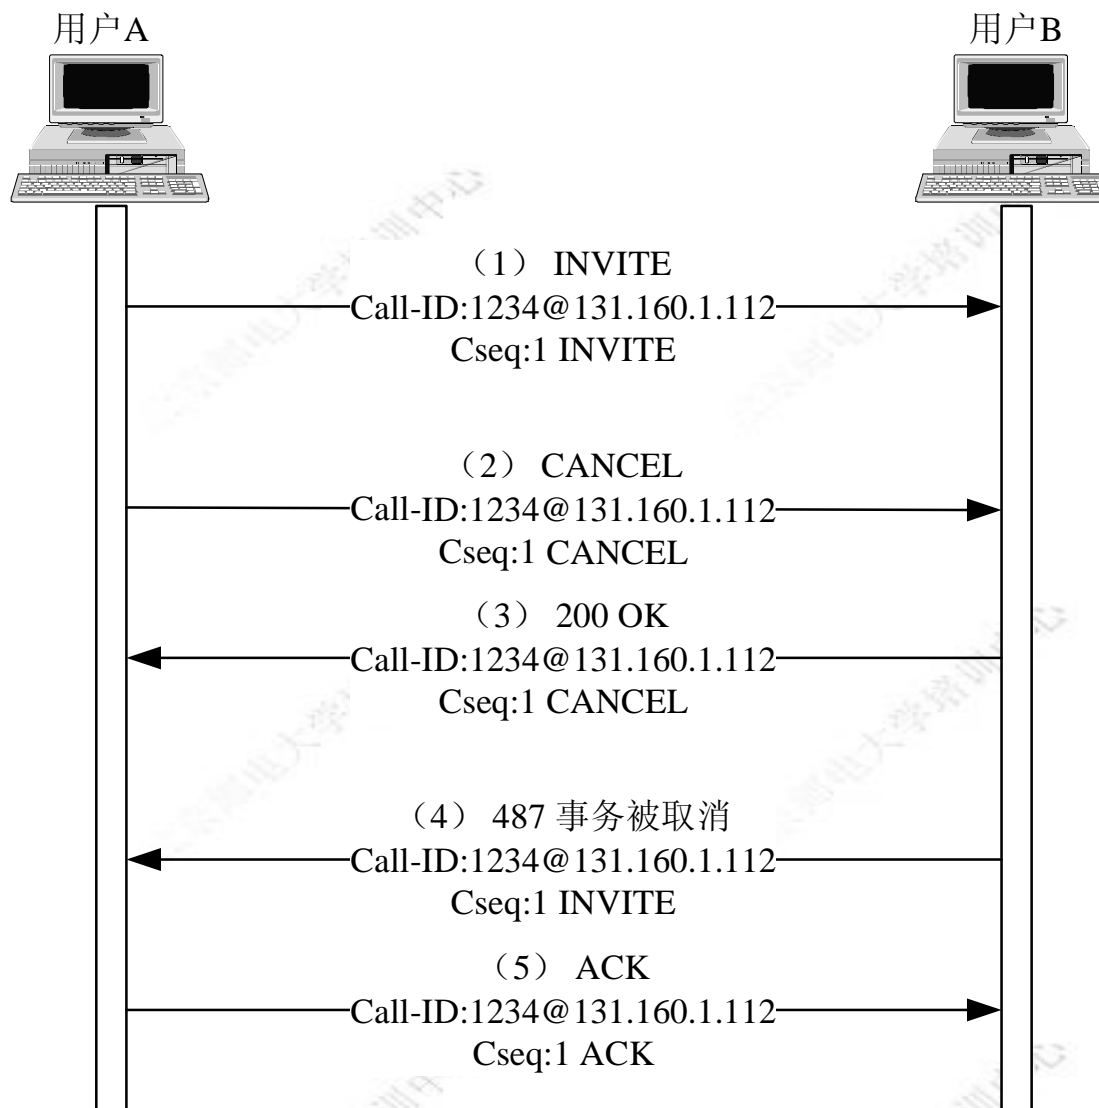 用户A
用户B
（1） INVITE
Call-ID:1234@131.160.1.112
Cseq:1 INVITE
（2） CANCEL
Call-ID:1234@131.160.1.112
Cseq:1 CANCEL
（3） 200 OK
Call-ID:1234@131.160.1.112
Cseq:1 CANCEL
（4） 487 事务被取消
Call-ID:1234@131.160.1.112
Cseq:1 INVITE
（5） ACK
Call-ID:1234@131.160.1.112
Cseq:1 ACK